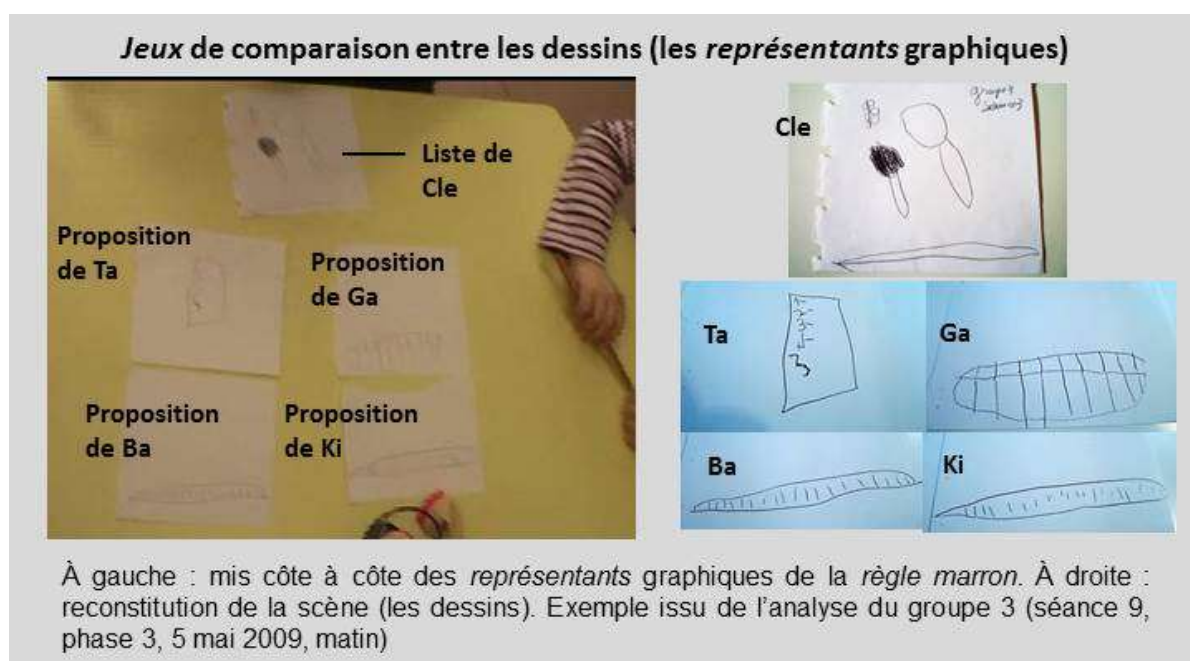 Jeux de comparaison entre les dessins (les représentants graphiques)
Liste de
Cle
Proposition
de Ta
Proposition
de Ga
Proposition
de Ba
Proposition
de Ki
Cle
groupe
Ta
Ga
Ba
Ki
À gauche : mis côte à côte des représentants graphiques de la règle marron. À droite :
reconstitution de la scène (les dessins). Exemple issu de l’analyse du groupe 3 (séance 9,
phase 3, 5 mai 2009, matin)